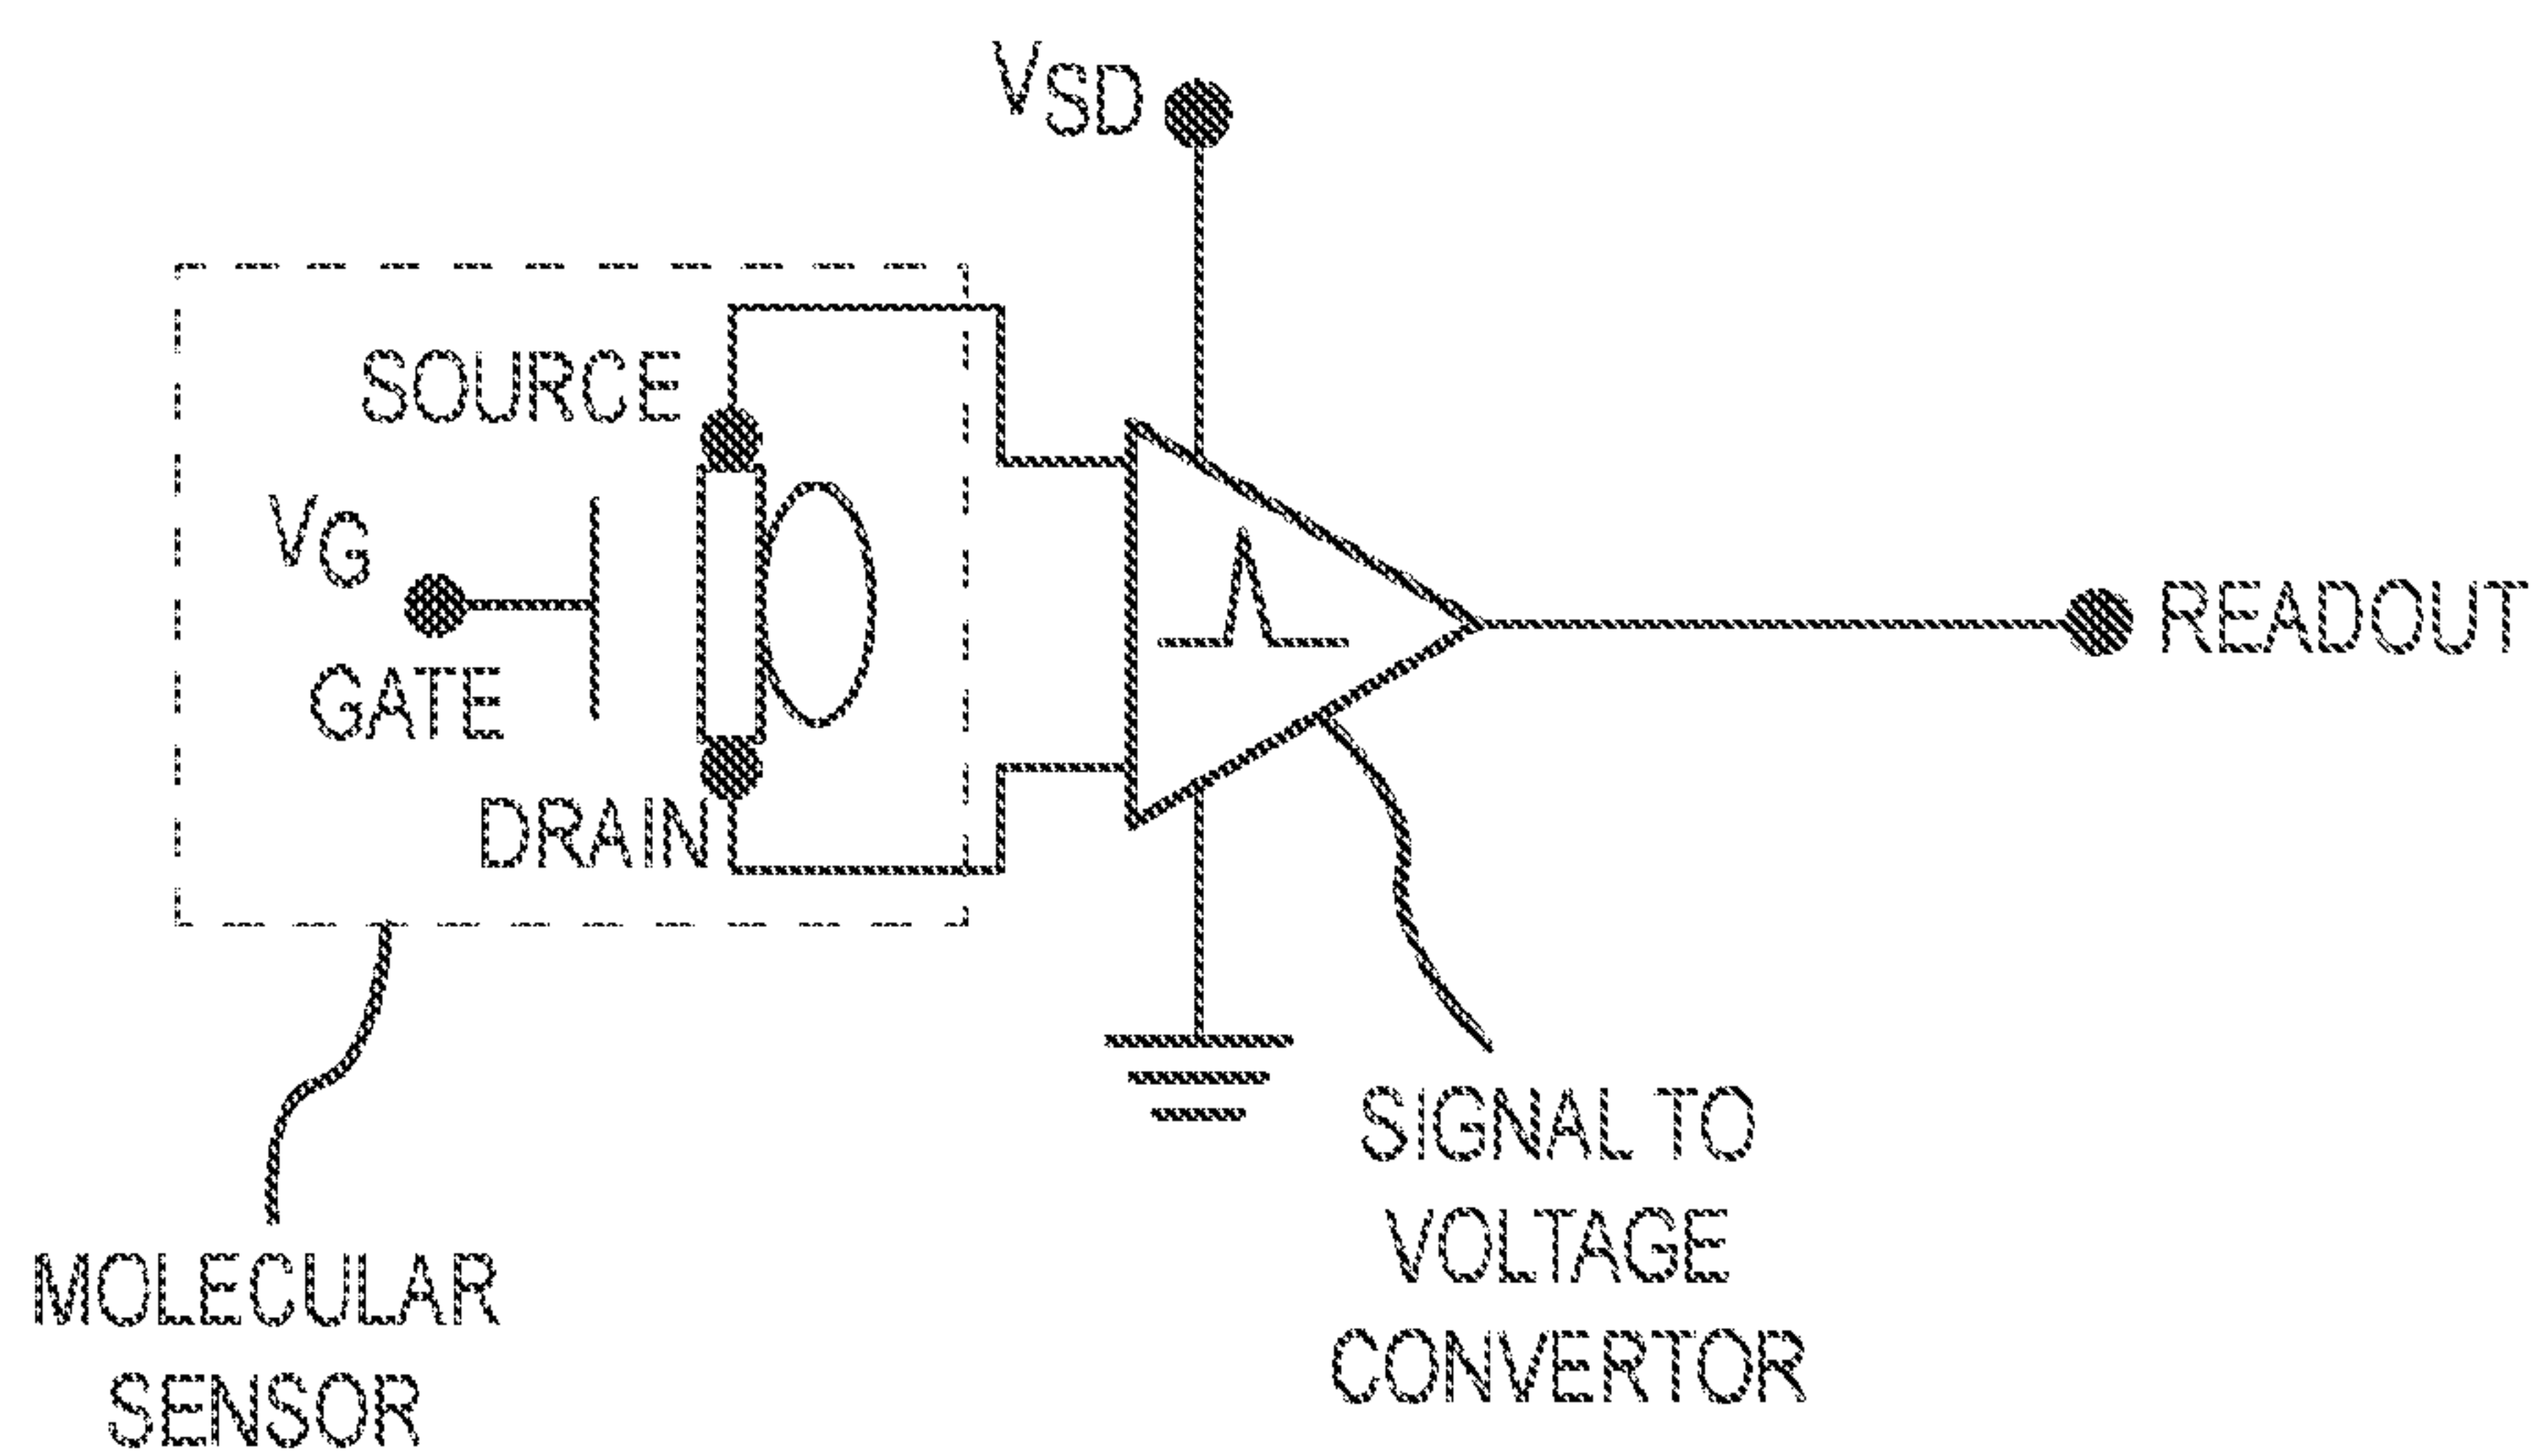 VSD
SOURCE
VG
GATE
DRAIN
READOUT
MOLECULAR
SENSOR
SIGNAL TO
VOLTAGE
CONVERTOR